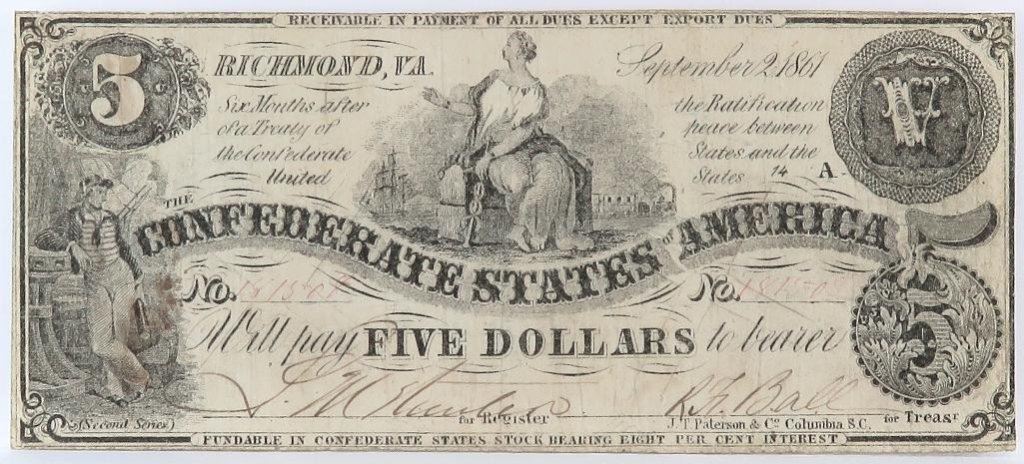 RECEIVABLE IN PAYMENT OF ALL DUES EXCEPT EXPORT DUES
5
RICHMOND, VA.
September 2, 1861
Six Months after
the Ratification
of a Treaty of
peace between
the Confederate
States and the
United
States 14 A.
V
THE
CONFEDERATE STATES OF AMERICA
No.
No.
Will pay FIVE DOLLARS to bearer
5
R. F. Ball
for Register
J. T. Paterson & Co. Columbia S.C.
for Treasr
(Second Series)
FUNDABLE IN CONFEDERATE STATES STOCK BEARING EIGHT PER CENT INTEREST